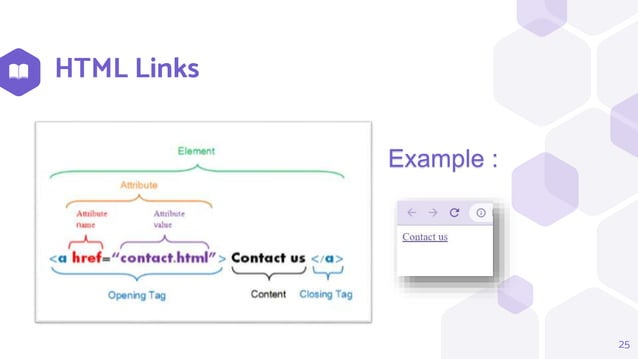 HTML Links
Element
Attribute
Attribute name
Attribute value
<a href=“contact.html”> Contact us </a>
Opening Tag
Content
Closing Tag
Example :
Contact us
25